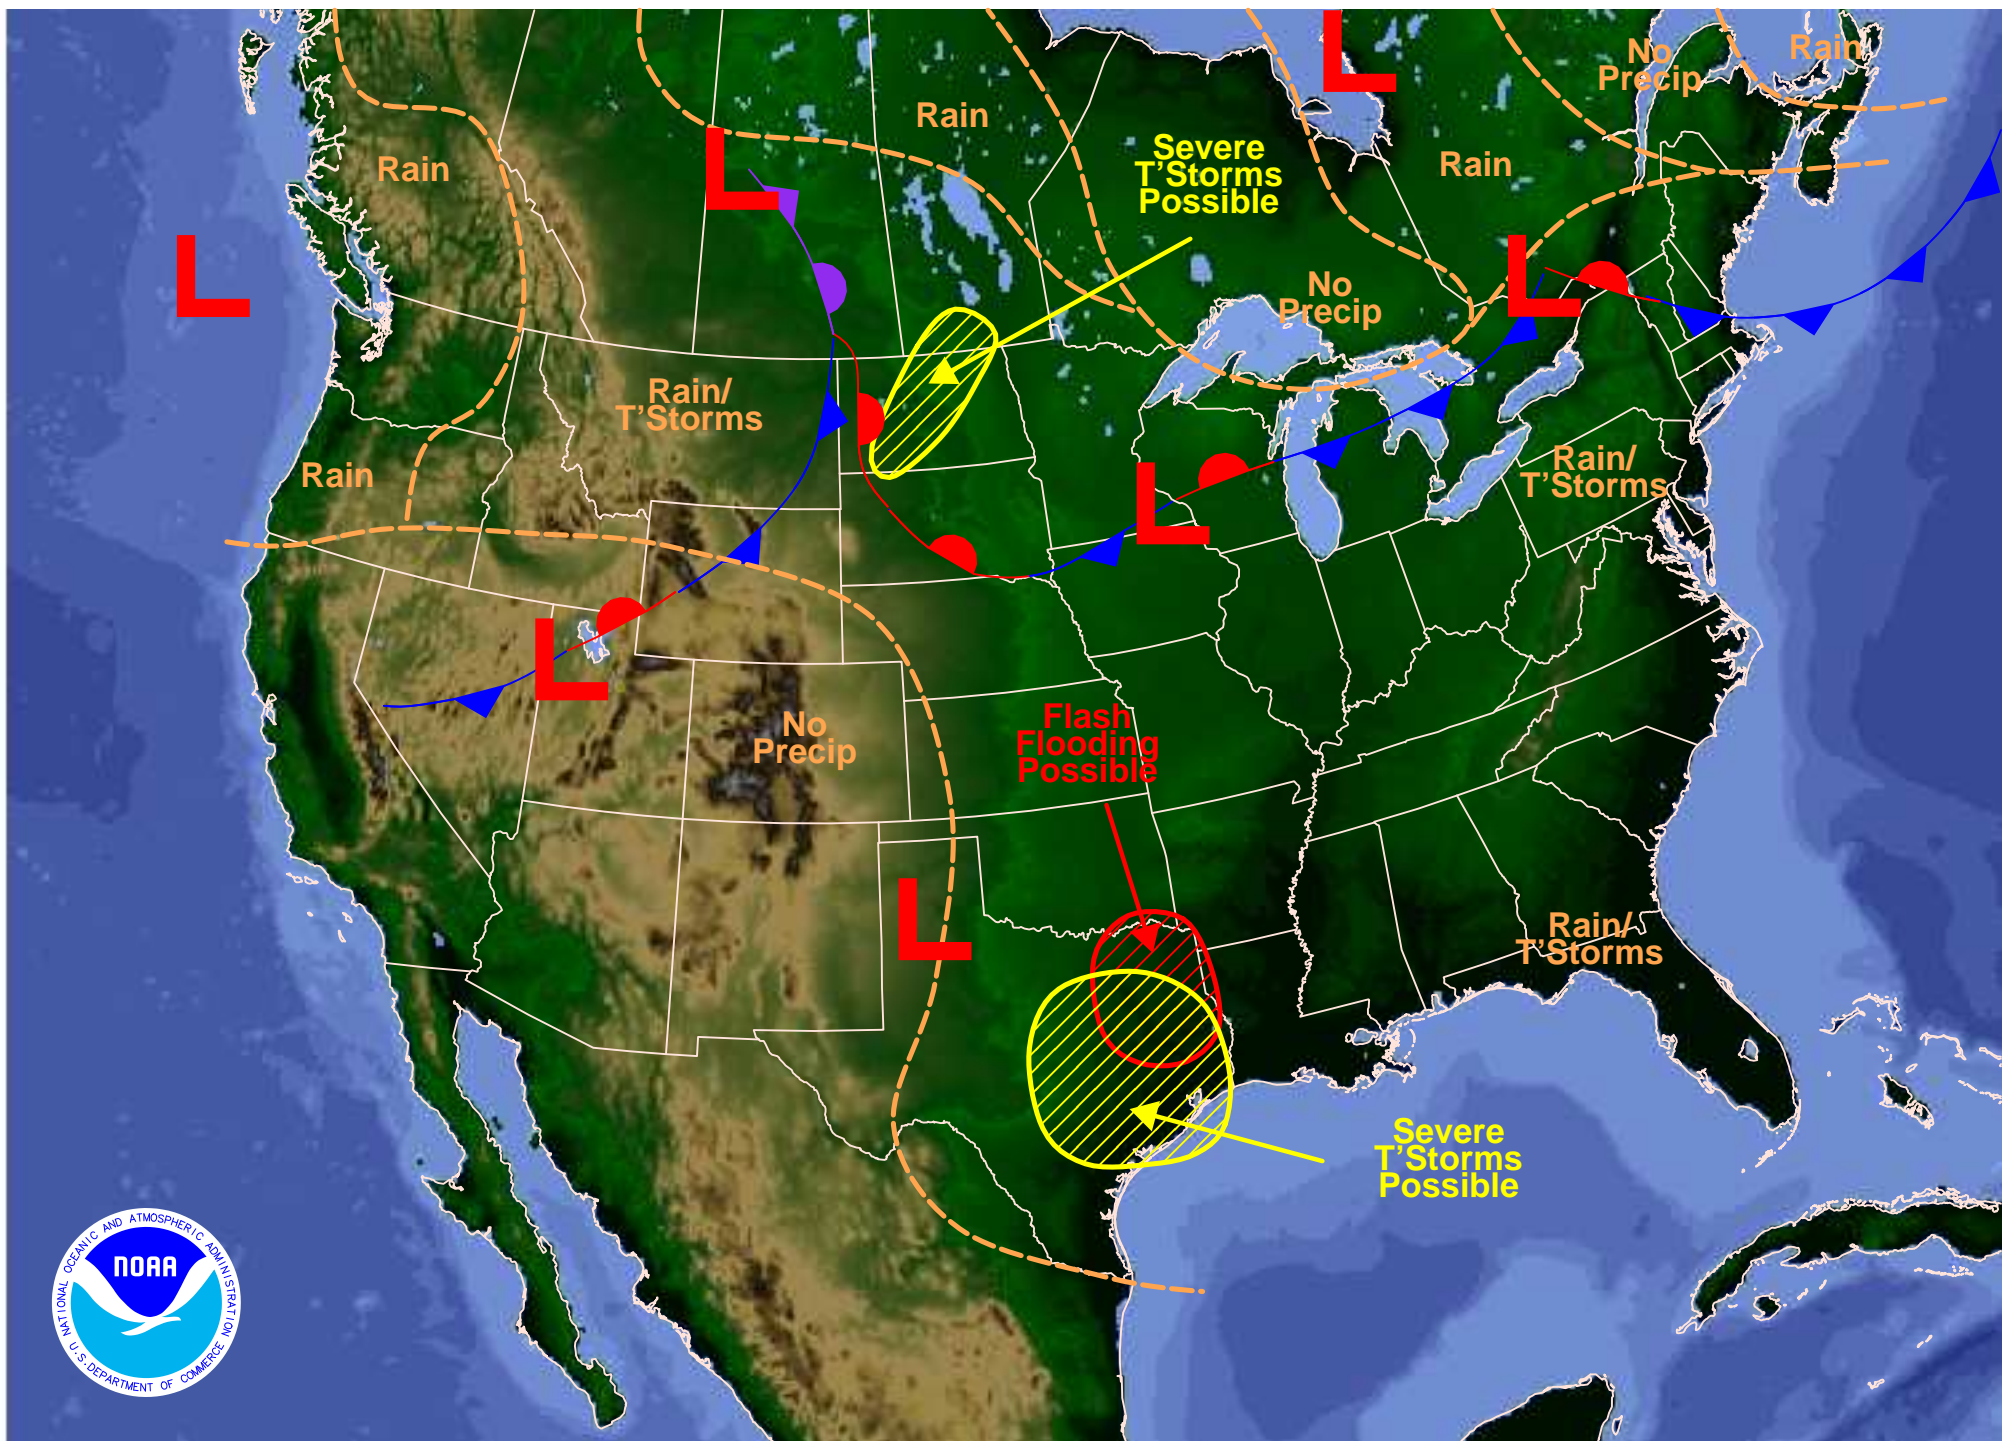 No
Precip
Rain
Rain
Severe
T'Storms
Possible
Rain
Rain
No
Precip
Rain/
T'Storms
Rain
Rain/
T'Storms
No
Precip
Flash
Flooding
Possible
Rain/
T'Storms
Severe
T'Storms
Possible
L
L
L
L
L
L
L
NATIONAL OCEANIC AND ATMOSPHERIC ADMINISTRATION
NOAA
U.S. DEPARTMENT OF COMMERCE